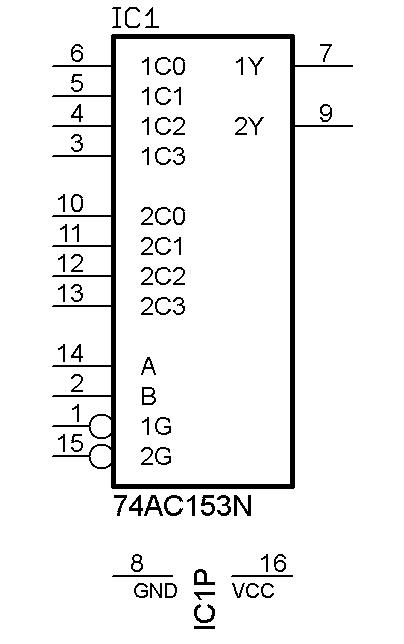 IC1
6 1C0 1Y 7
5 1C1
4 1C2 2Y 9
3 1C3
10 2C0
11 2C1
12 2C2
13 2C3
14 A
2 B
1 1G
15 2G
74AC153N
8 16
GND IC1P VCC